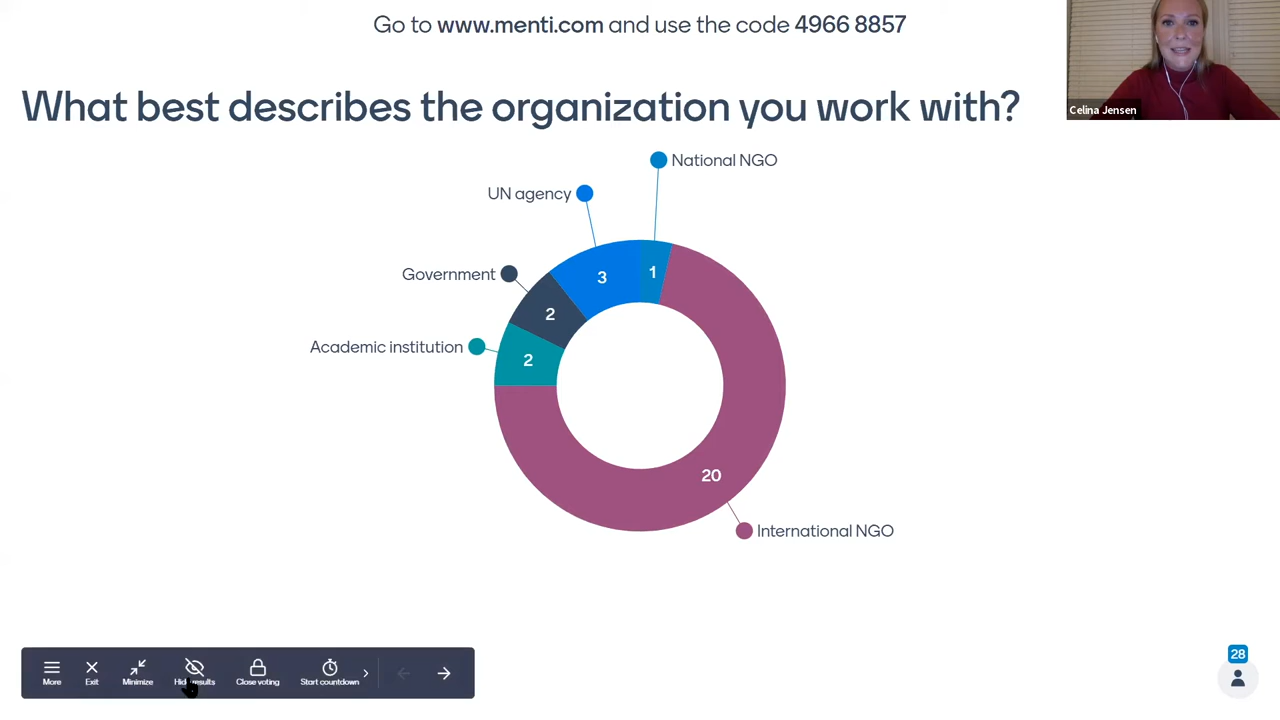 Go to www.menti.com and use the code 4966 8857
Celina Jensen
What best describes the organization you work with?
National NGO
UN agency
Government
Academic institution
3
1
2
2
20
International NGO
28
More
Exit
Minimize
Hide results
Close voting
Start countdown